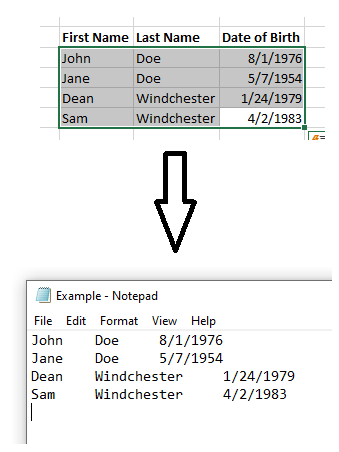 First Name Last Name Date of Birth
John Doe 8/1/1976
Jane Doe 5/7/1954
Dean Windchester 1/24/1979
Sam Windchester 4/2/1983
Example - Notepad
File Edit Format View Help
John Doe 8/1/1976
Jane Doe 5/7/1954
Dean Windchester 1/24/1979
Sam Windchester 4/2/1983